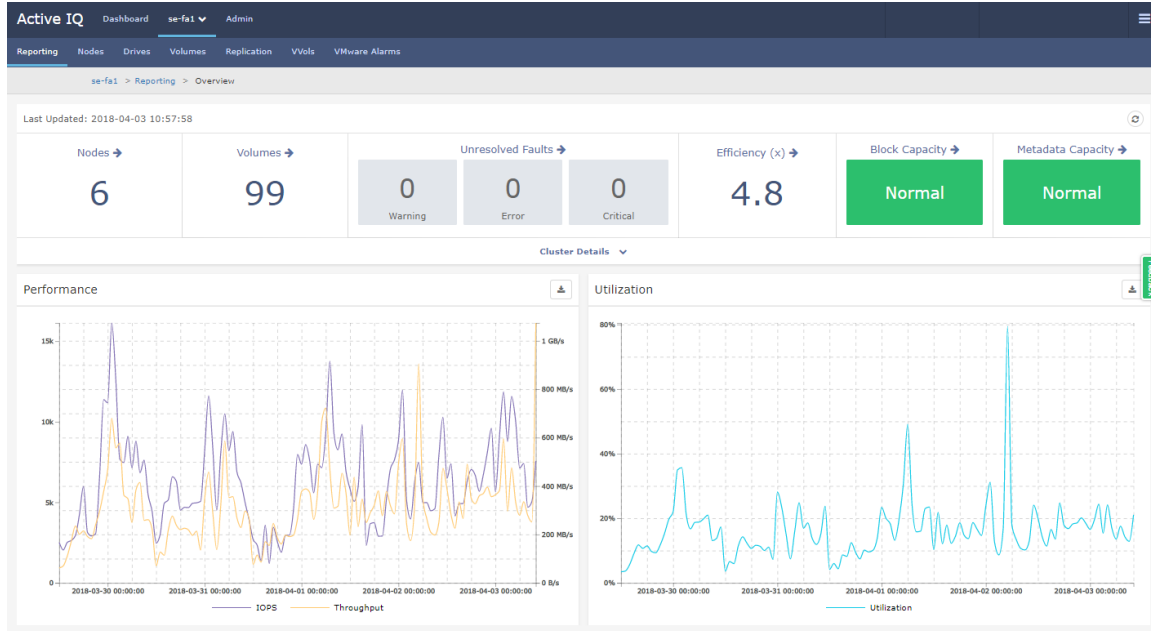 Active IQ Dashboard se-fa1 Admin
Reporting Nodes Drives Volumes Replication VVols VMware Alarms
se-fa1 > Reporting > Overview
Last Updated: 2018-04-03 10:57:58
Nodes → Volumes → Unresolved Faults → Efficiency (x) → Block Capacity → Metadata Capacity →
6 99 0 0 0 4.8 Normal Normal
Warning Error Critical
Cluster Details
Performance
15k
10k
5k
0
1 GB/s
800 MB/s
600 MB/s
400 MB/s
200 MB/s
0 B/s
2018-03-30 00:00:00 2018-03-31 00:00:00 2018-04-01 00:00:00 2018-04-02 00:00:00 2018-04-03 00:00:00
IOPS Throughput
Utilization
80%
60%
40%
20%
0%
2018-03-30 00:00:00 2018-03-31 00:00:00 2018-04-01 00:00:00 2018-04-02 00:00:00 2018-04-03 00:00:00
Utilization